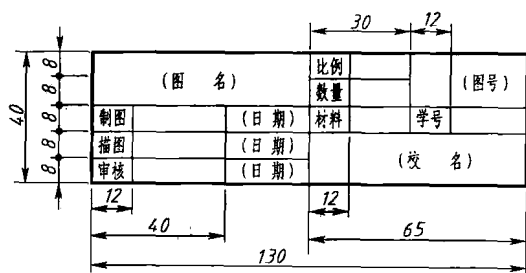 30 12
8 8 8 8 40
(图 名) 比例 (图号)
数量
制图 (日期) 材料 学号
描图 (日期) (校 名)
审核 (日期)
12 12
40 65
130